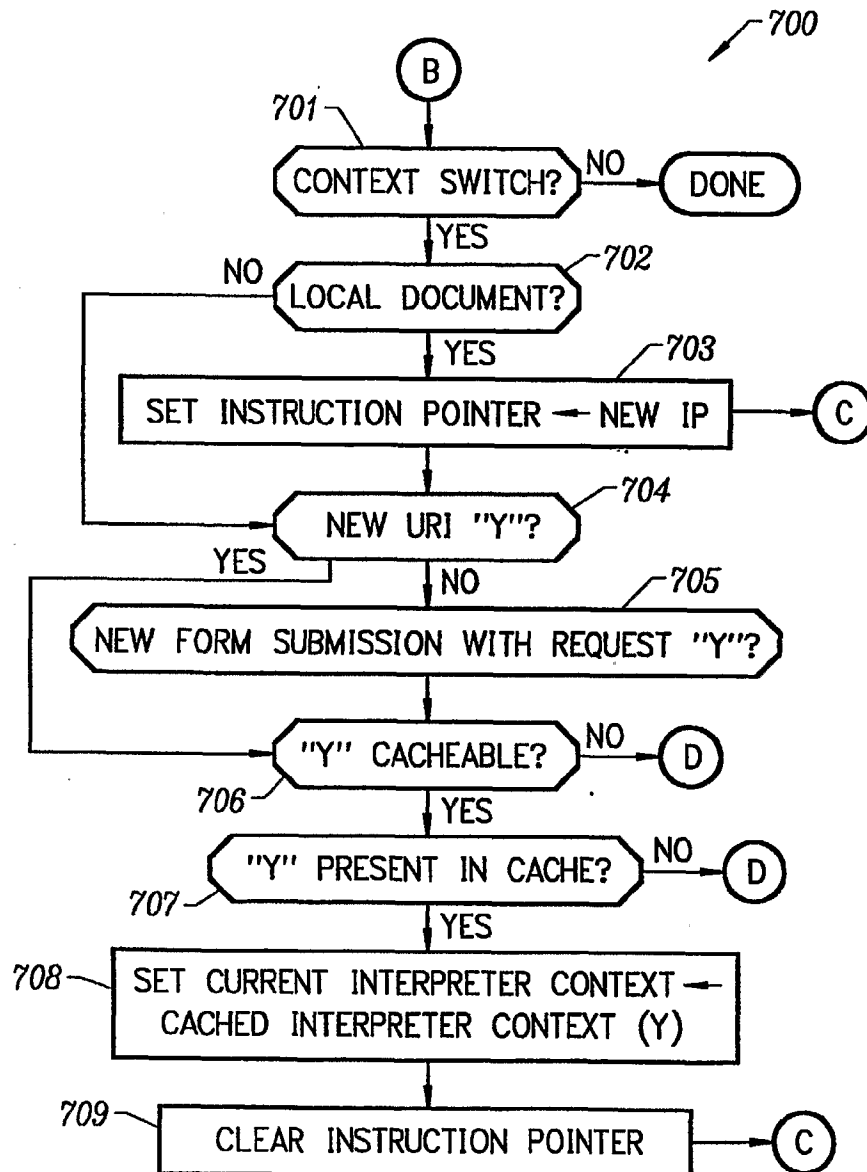 700
B
701
CONTEXT SWITCH?
NO
DONE
YES
702
NO
LOCAL DOCUMENT?
YES
703
SET INSTRUCTION POINTER ← NEW IP
C
704
NEW URI "Y"?
YES
NO
705
NEW FORM SUBMISSION WITH REQUEST "Y"?
"Y" CACHEABLE?
NO
D
706
YES
"Y" PRESENT IN CACHE?
NO
D
707
YES
708
SET CURRENT INTERPRETER CONTEXT ←
CACHED INTERPRETER CONTEXT (Y)
709
CLEAR INSTRUCTION POINTER
C